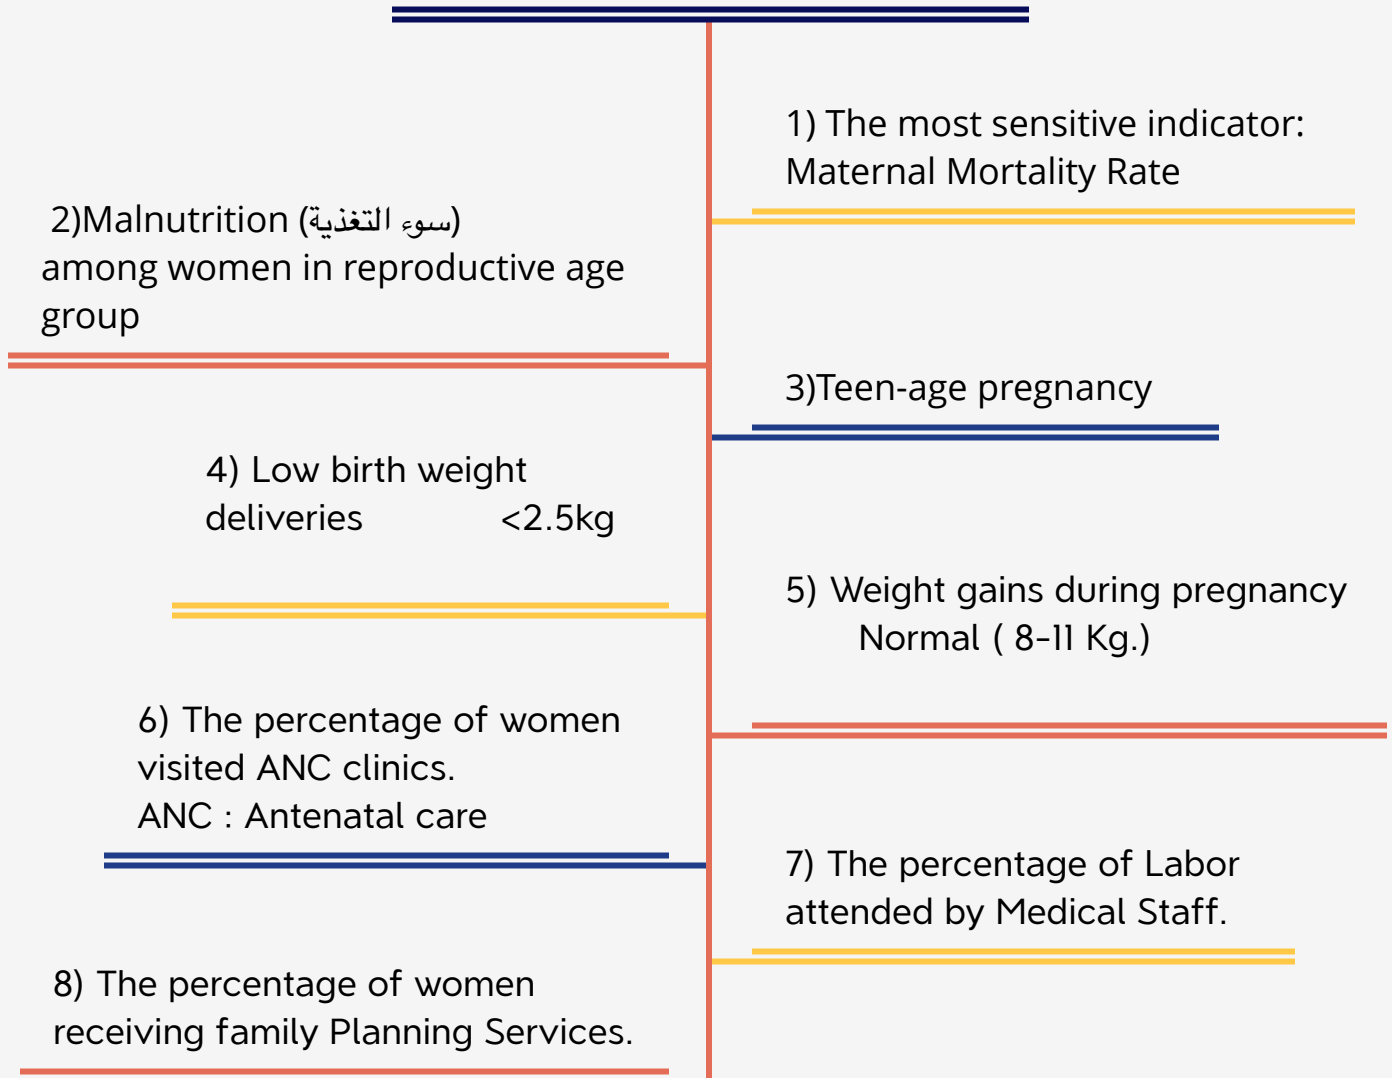 1) The most sensitive indicator:
Maternal Mortality Rate
2)Malnutrition (سوء التغذية)
among women in reproductive age
group
3)Teen-age pregnancy
4) Low birth weight
deliveries <2.5kg
5) Weight gains during pregnancy
Normal ( 8-11 Kg.)
6) The percentage of women
visited ANC clinics.
ANC : Antenatal care
7) The percentage of Labor
attended by Medical Staff.
8) The percentage of women
receiving family Planning Services.